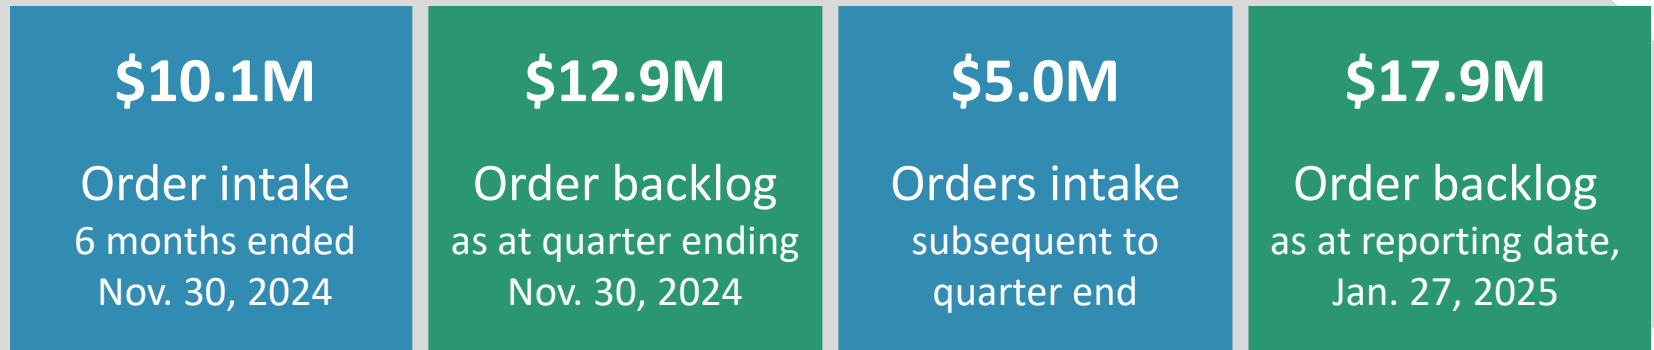 $10.1M
Order intake
6 months ended
Nov. 30, 2024
$12.9M
Order backlog
as at quarter ending
Nov. 30, 2024
$5.0M
Orders intake
subsequent to
quarter end
$17.9M
Order backlog
as at reporting date,
Jan. 27, 2025